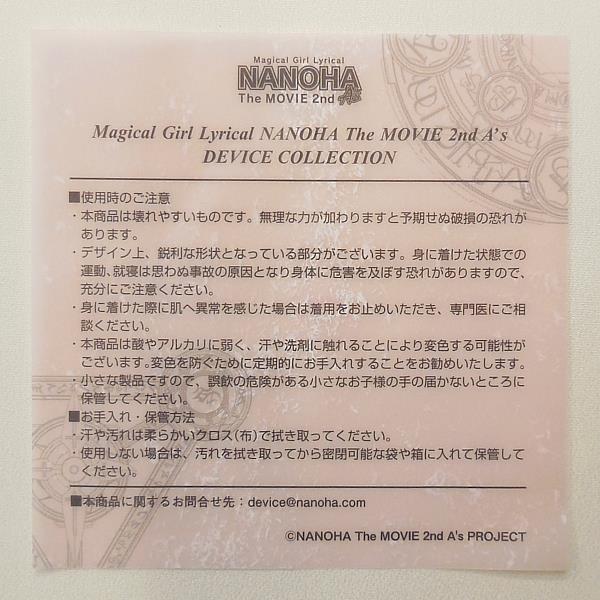 Magical Girl Lyrical
NANOHA
The MOVIE 2nd A's
Magical Girl Lyrical NANOHA The MOVIE 2nd A's
DEVICE COLLECTION
■使用時のご注意
・本商品は壊れやすいものです。無理な力が加わりますと予期せぬ破損の恐れが
あります。
・デザイン上、鋭利な形状となっている部分がございます。身に着けた状態での
運動、就寝は思わぬ事故の原因となり身体に危害を及ぼす恐れがありますので、
充分にご注意ください。
・身に着けた際に肌へ異常を感じた場合は着用をお止めいただき、専門医にご相
談ください。
・本商品は酸やアルカリに弱く、汗や洗剤に触れることにより変色する可能性が
ございます。変色を防ぐために定期的にお手入れすることをお勧めいたします。
・小さな製品ですので、誤飲の危険がある小さなお子様の手の届かないところに
保管してください。
■お手入れ・保管方法
・汗や汚れは柔らかいクロス(布)で拭き取ってください。
・使用しない場合は、汚れを拭き取ってから密閉可能な袋や箱に入れて保管して
ください。
■本商品に関するお問合せ先：device@nanoha.com
©NANOHA The MOVIE 2nd A's PROJECT